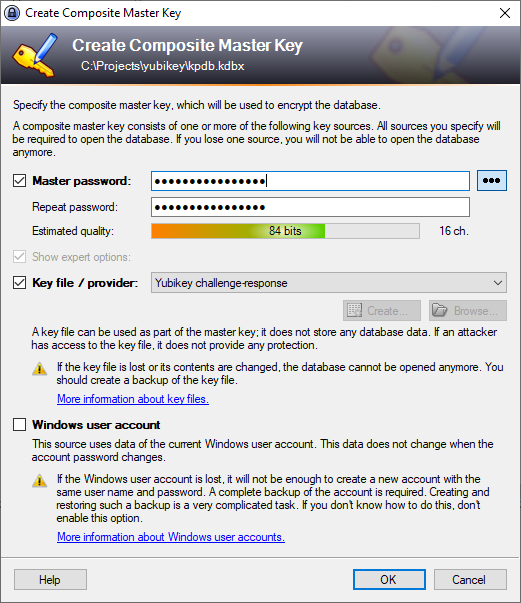 Create Composite Master Key
Create Composite Master Key
C:\Projects\yubikey\kpdb.kdbx
Specify the composite master key, which will be used to encrypt the database.
A composite master key consists of one or more of the following key sources. All sources you specify will
be required to open the database. If you lose one source, you will not be able to open the database
anymore.
Master password: ●●●●●●●●●●●●●●●● ●●●
Repeat password: ●●●●●●●●●●●●●●●●
Estimated quality: 84 bits 16 ch.
Show expert options:
Key file / provider: Yubikey challenge-response
Create... Browse...
A key file can be used as part of the master key; it does not store any database data. If an attacker
has access to the key file, it does not provide any protection.
If the key file is lost or its contents are changed, the database cannot be opened anymore. You
should create a backup of the key file.
More information about key files.
Windows user account
This source uses data of the current Windows user account. This data does not change when the
account password changes.
If the Windows user account is lost, it will not be enough to create a new account with the
same user name and password. A complete backup of the account is required. Creating and
restoring such a backup is a very complicated task. If you don't know how to do this, don't
enable this option.
More information about Windows user accounts.
Help OK Cancel